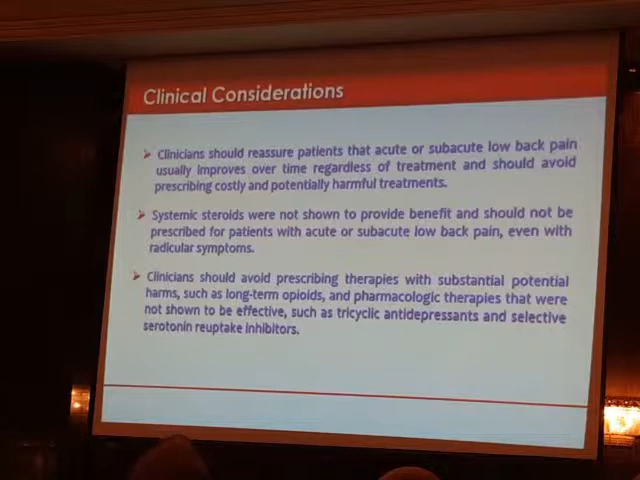 Clinical Considerations
➤ Clinicians should reassure patients that acute or subacute low back pain
usually improves over time regardless of treatment and should avoid
prescribing costly and potentially harmful treatments.
➤ Systemic steroids were not shown to provide benefit and should not be
prescribed for patients with acute or subacute low back pain, even with
radicular symptoms.
➤ Clinicians should avoid prescribing therapies with substantial potential
harms, such as long-term opioids, and pharmacologic therapies that were
not shown to be effective, such as tricyclic antidepressants and selective
serotonin reuptake inhibitors.